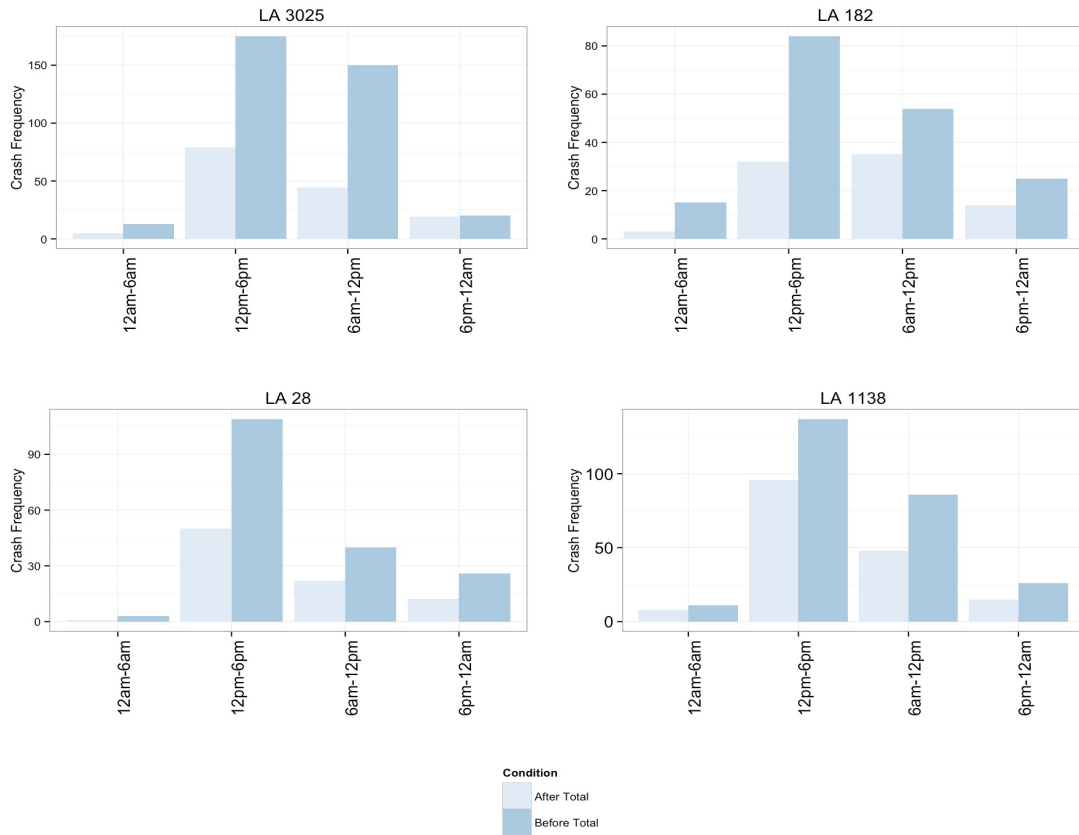 LA 3025
Crash Frequency
150
100
50
0
12am-6am
12pm-6pm
6am-12pm
6pm-12am
LA 182
Crash Frequency
80
60
40
20
0
12am-6am
12pm-6pm
6am-12pm
6pm-12am
LA 28
Crash Frequency
90
60
30
0
12am-6am
12pm-6pm
6am-12pm
6pm-12am
LA 1138
Crash Frequency
100
50
0
12am-6am
12pm-6pm
6am-12pm
6pm-12am
Condition
After Total
Before Total